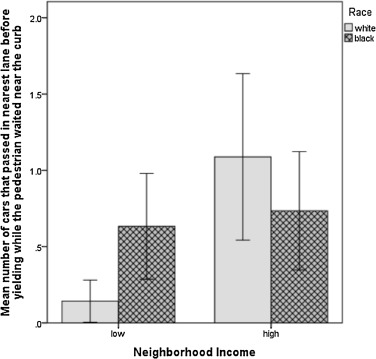 Mean number of cars that passed in nearest lane before
yielding while the pedestrian waited near the curb
2.0
1.5
1.0
.5
.0
low
high
Neighborhood Income
Race
white
black